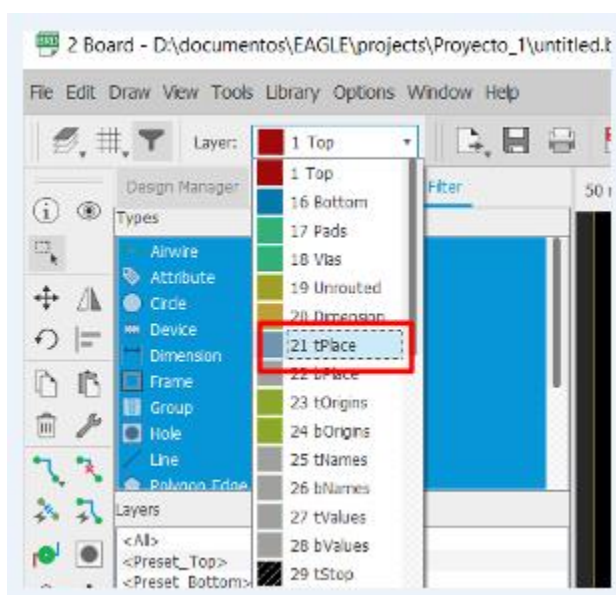 2 Board - D:\documentos\EAGLE\projects\Proyecto_1\untitled.b
File Edit Draw View Tools Library Options Window Help
Layer: 1 Top
Design Manager
Filter
50
Types
Airwire
Attribute
Circle
Device
Dimension
Frame
Group
Hole
Line
Polygon Edge
Layers
<All>
<Preset_Top>
<Preset_Bottom>
1 Top
16 Bottom
17 Pads
18 Vias
19 Unrouted
20 Dimension
21 tPlace
22 bPlace
23 tOrigins
24 bOrigins
25 tNames
26 bNames
27 tValues
28 bValues
29 tStop